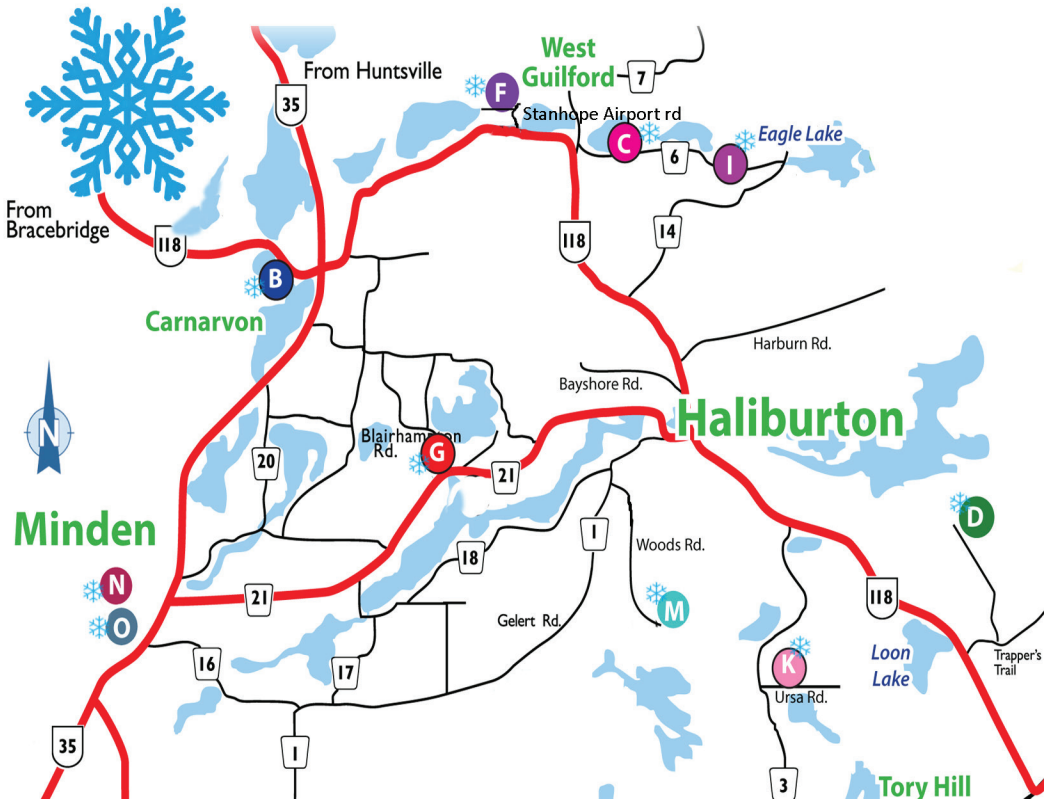 From Huntsville
West
Guilford
7
35
F
Stanhope Airport rd
C
6
I
Eagle Lake
From
Bracebridge
118
118
14
B
Carnarvon
Harburn Rd.
Bayshore Rd.
Haliburton
N
Blairhampton
Rd.
G
20
21
Minden
D
1
Woods Rd.
18
N
21
O
M
118
Gelert Rd.
16
17
K
Loon
Lake
Trapper's
Trail
Ursa Rd.
35
1
3
Tory Hill